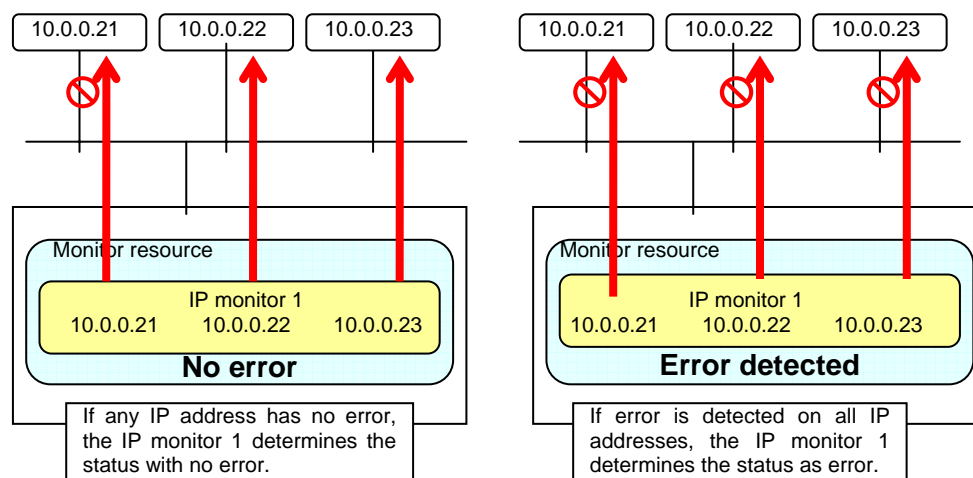 10.0.0.21
10.0.0.22
10.0.0.23
Monitor resource
IP monitor 1
10.0.0.21
10.0.0.22
10.0.0.23
No error
If any IP address has no error,
the IP monitor 1 determines the
status with no error.
10.0.0.21
10.0.0.22
10.0.0.23
Monitor resource
IP monitor 1
10.0.0.21
10.0.0.22
10.0.0.23
Error detected
If error is detected on all IP
addresses, the IP monitor 1
determines the status as error.